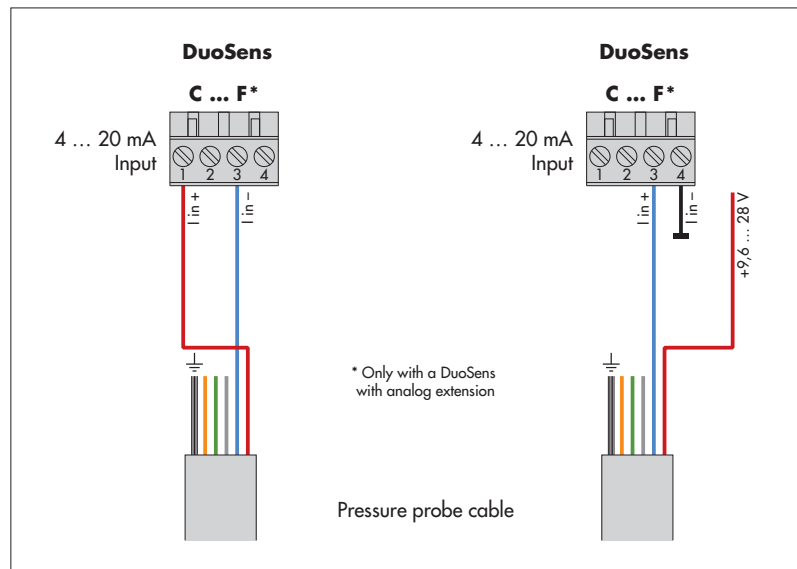 DuoSens
C ... F*
4 ... 20 mA
Input
1 2 3 4
I in +
I in –
DuoSens
C ... F*
4 ... 20 mA
Input
1 2 3 4
I in +
I in –
+9,6 ... 28 V
* Only with a DuoSens
with analog extension
Pressure probe cable